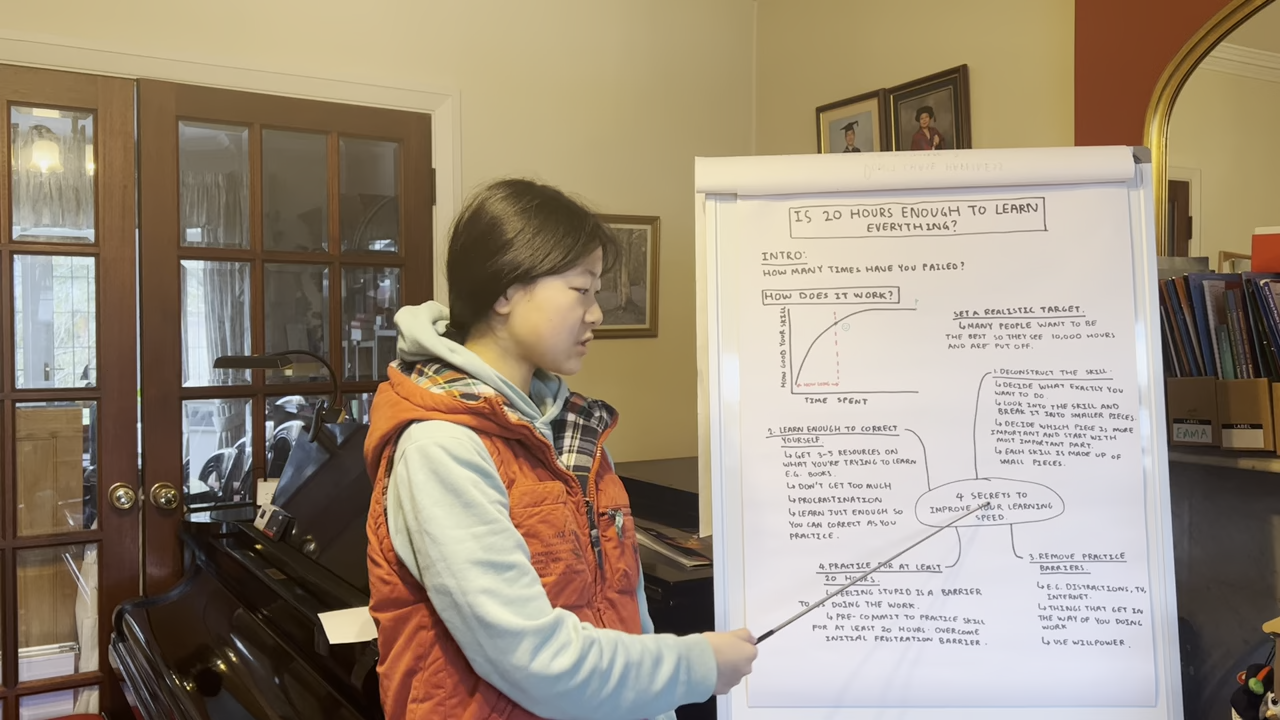 IS 20 HOURS ENOUGH TO LEARN
EVERYTHING?
INTRO:
HOW MANY TIMES HAVE YOU FAILED?
HOW DOES IT WORK?
HOW GOOD YOUR SKILL
TIME SPENT
SET A REALISTIC TARGET.
↳ MANY PEOPLE WANT TO BE
THE BEST SO THEY SEE 10,000 HOURS
AND ARE PUT OFF.
1. DECONSTRUCT THE SKILL.
↳ DECIDE WHAT EXACTLY YOU
WANT TO DO.
↳ LOOK INTO THE SKILL AND
BREAK IT INTO SMALLER PIECES.
↳ DECIDE WHICH PIECE IS MORE
IMPORTANT AND START WITH
MOST IMPORTANT PART.
↳ EACH SKILL IS MADE UP OF
SMALL PIECES.
2. LEARN ENOUGH TO CORRECT
YOURSELF.
↳ GET 3-5 RESOURCES ON
WHAT YOU'RE TRYING TO LEARN
E.G. BOOKS.
↳ DON'T GET TOO MUCH
↳ PROCRASTINATION
↳ LEARN JUST ENOUGH SO
YOU CAN CORRECT AS YOU
PRACTICE.
4 SECRETS TO
IMPROVE YOUR LEARNING
SPEED.
3. REMOVE PRACTICE
BARRIERS.
↳ E.G. DISTRACTIONS, TV,
INTERNET.
↳ THINGS THAT GET IN
THE WAY OF YOU DOING
WORK
↳ USE WILLPOWER.
4. PRACTICE FOR AT LEAST
20 HOURS.
↳ FEELING STUPID IS A BARRIER
TO US DOING THE WORK.
↳ PRE-COMMIT TO PRACTICE SKILL
FOR AT LEAST 20 HOURS. OVERCOME
INITIAL FRUSTRATION BARRIER.
LABEL
EMMA
LABEL